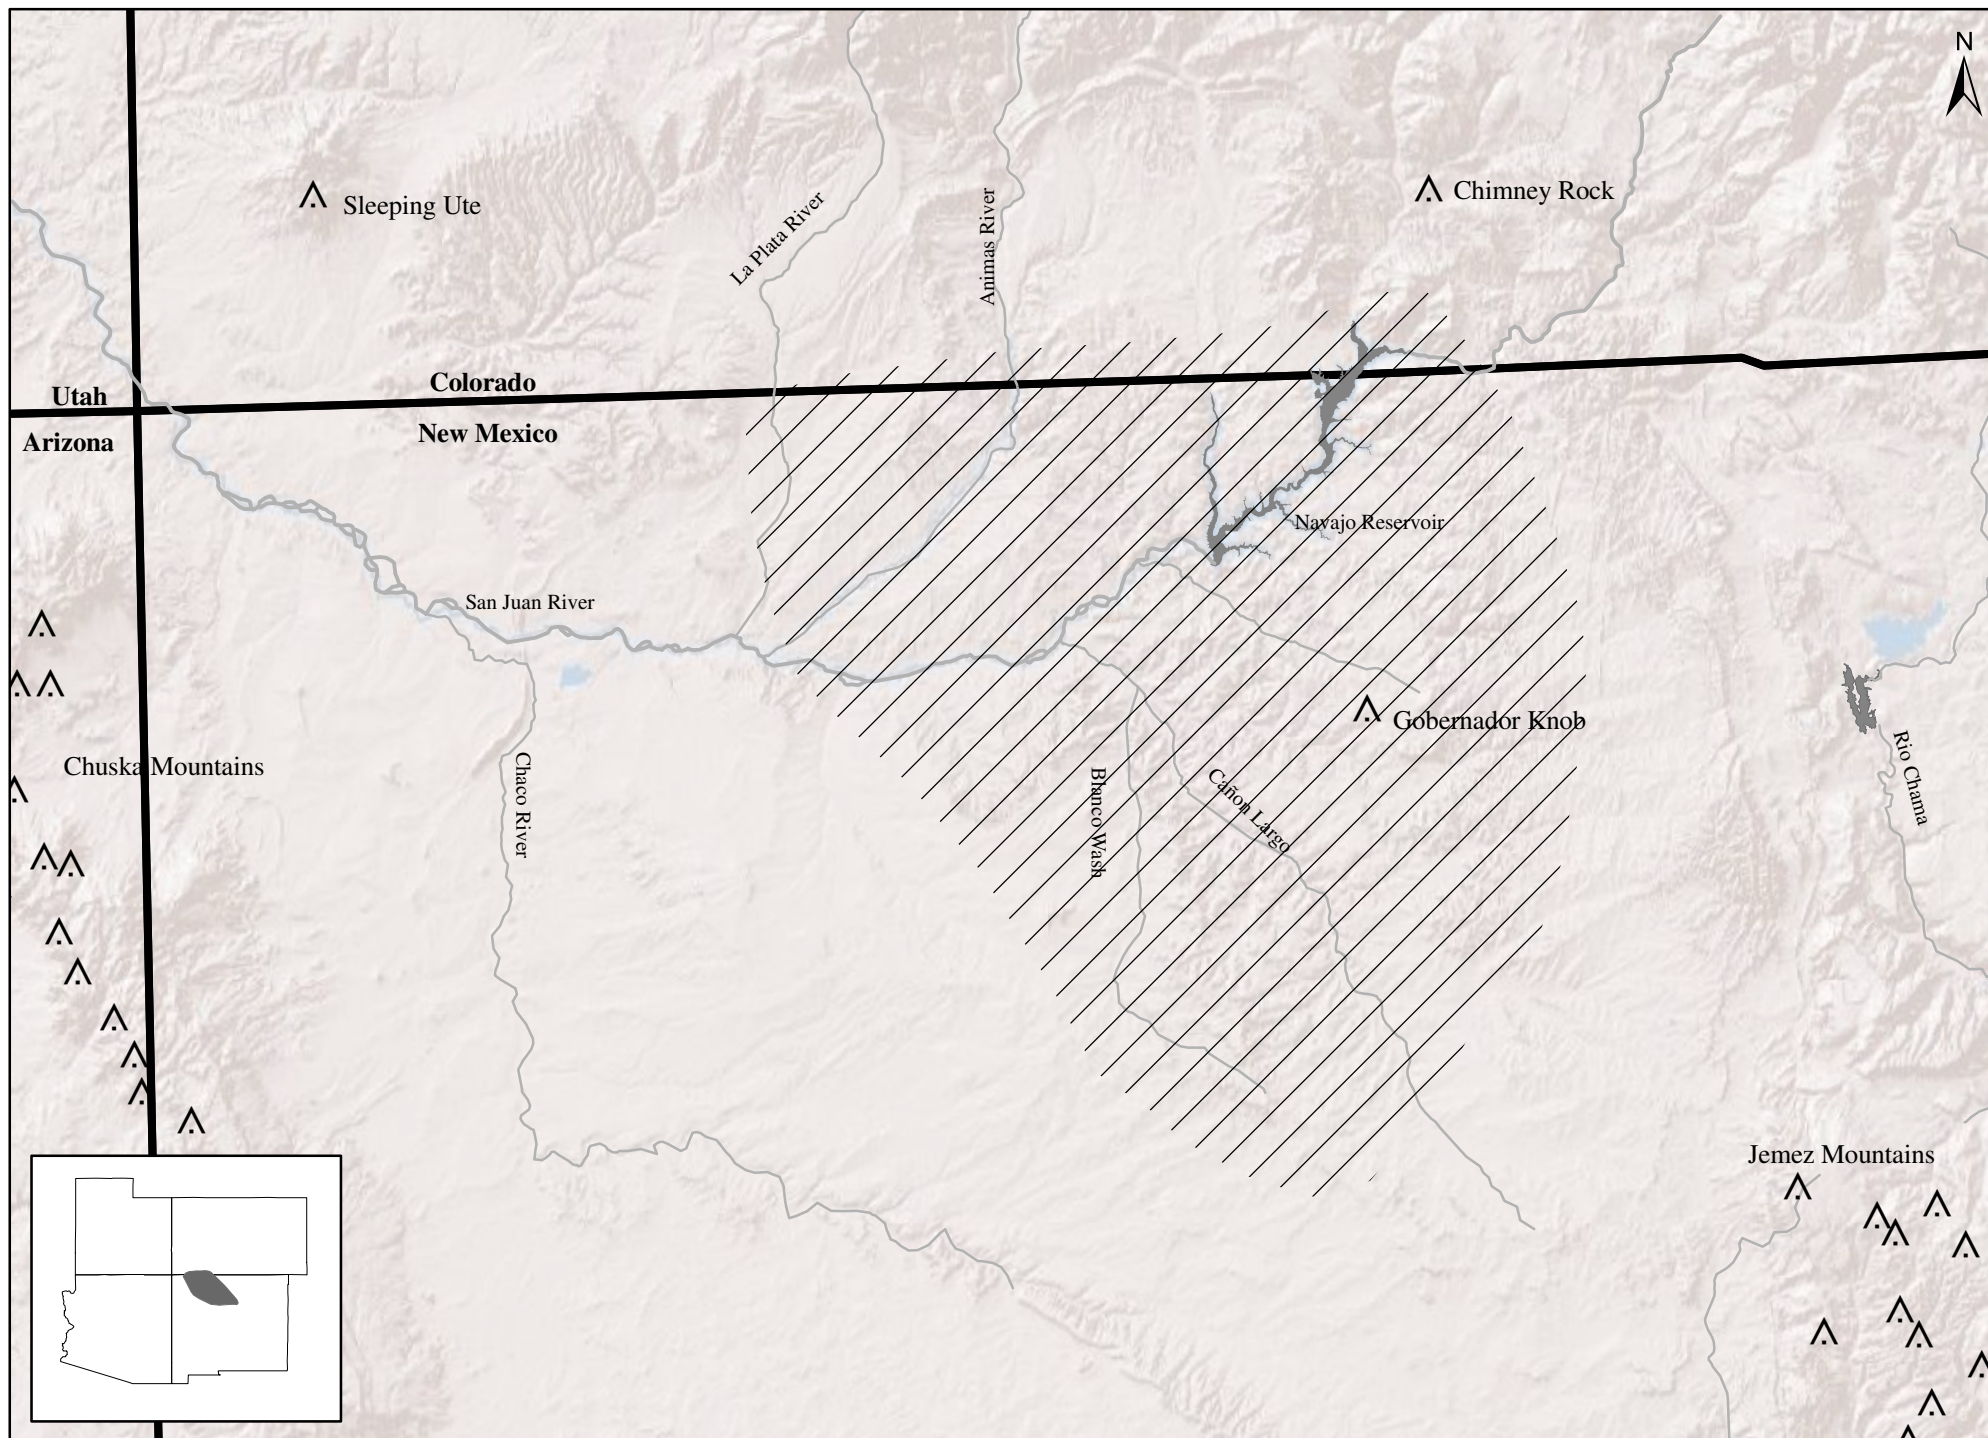 N
Sleeping Ute
Chimney Rock
La Plata River
Animas River
Utah
Colorado
Arizona
New Mexico
Navajo Reservoir
San Juan River
Gobernador Knob
Chuska Mountains
Chaco River
Blanco Wash
Cañon Largo
Rio Chama
Jemez Mountains